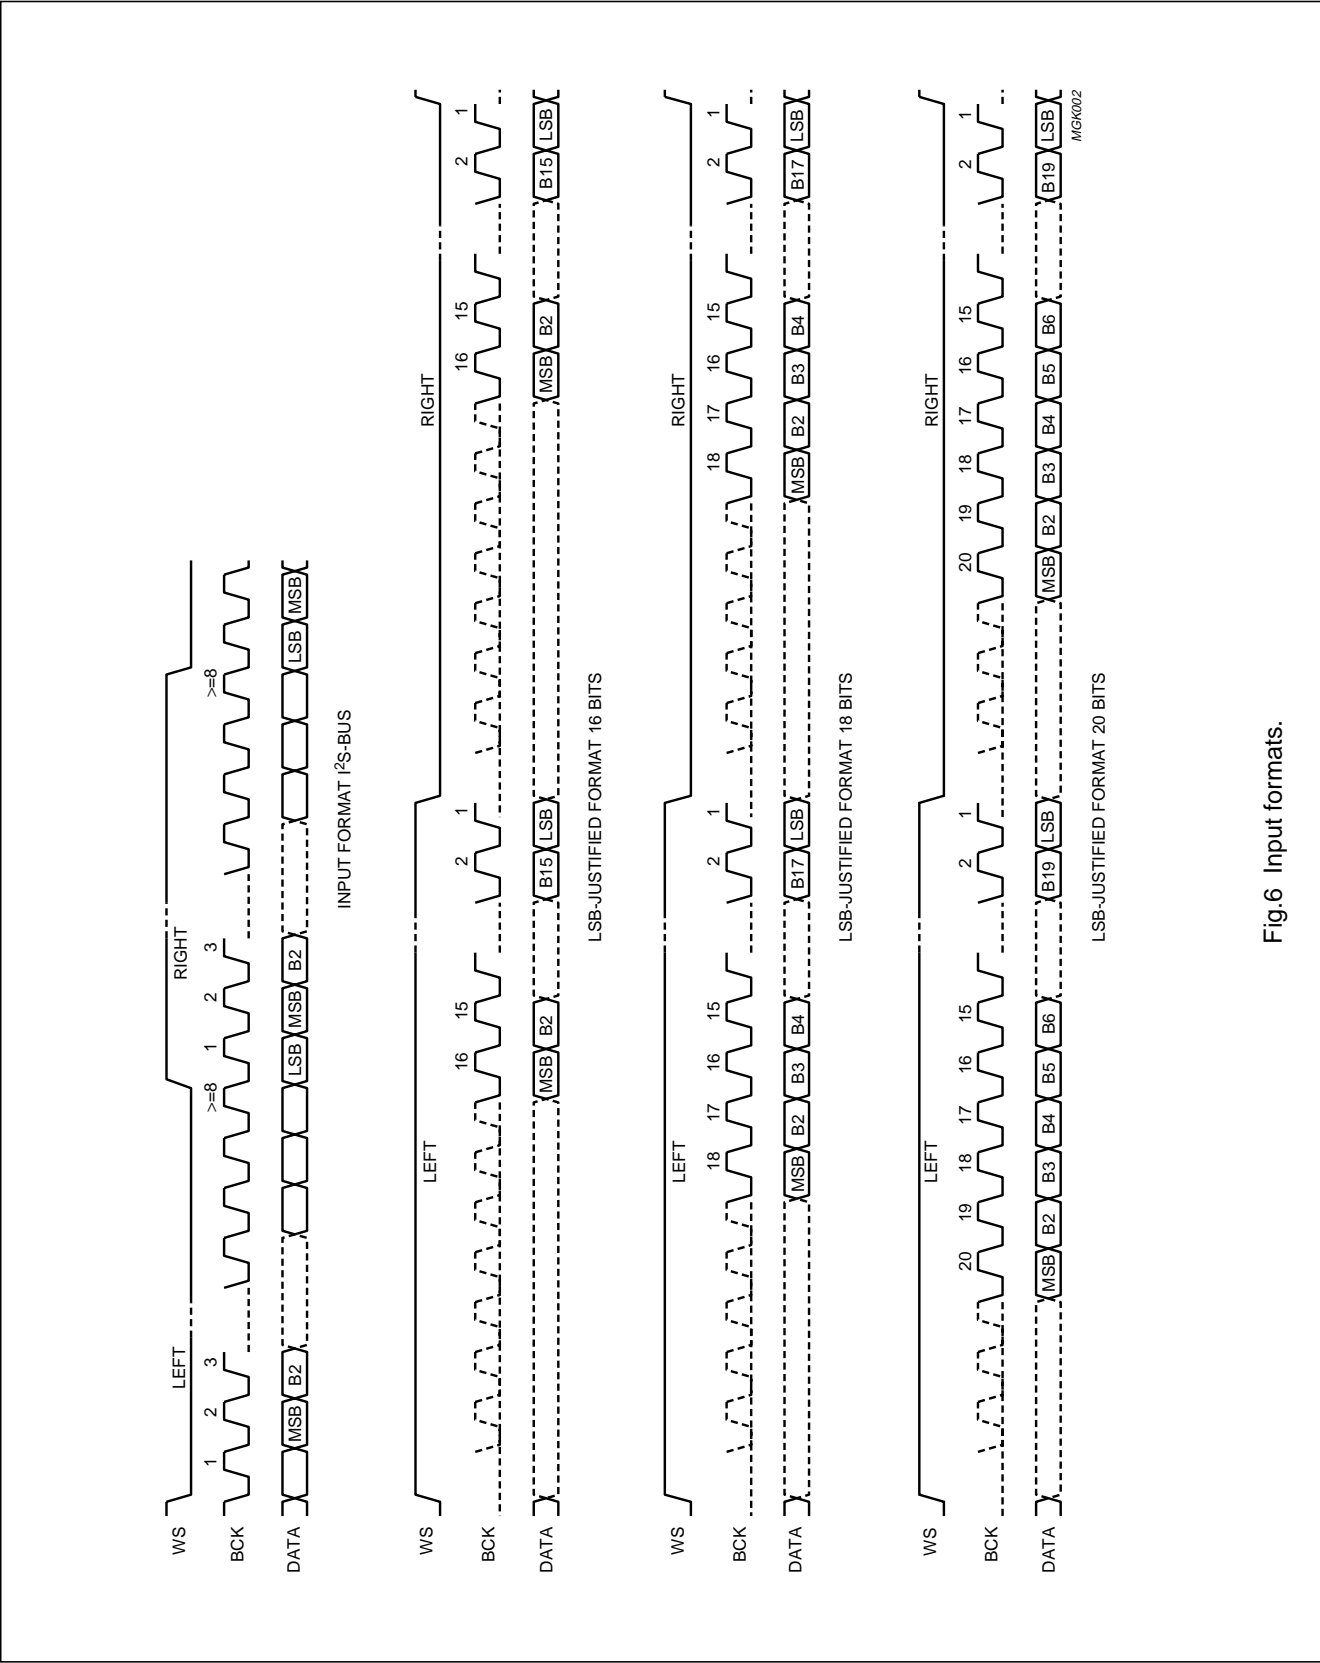 WS
LEFT
RIGHT
BCK
1 2 3 >=8 1 2 3 >=8
DATA
MSB B2 LSB MSB B2 LSB MSB
INPUT FORMAT I2S-BUS
WS
LEFT
RIGHT
BCK
16 15 2 1 16 15 2 1
DATA
MSB B2 B15 LSB MSB B2 B15 LSB
LSB-JUSTIFIED FORMAT 16 BITS
WS
LEFT
RIGHT
BCK
18 17 16 15 2 1 18 17 16 15 2 1
DATA
MSB B2 B3 B4 B17 LSB MSB B2 B3 B4 B17 LSB
LSB-JUSTIFIED FORMAT 18 BITS
WS
LEFT
RIGHT
BCK
20 19 18 17 16 15 2 1 20 19 18 17 16 15 2 1
DATA
MSB B2 B3 B4 B5 B6 B19 LSB MSB B2 B3 B4 B5 B6 B19 LSB
MGK002
LSB-JUSTIFIED FORMAT 20 BITS
Fig.6 Input formats.